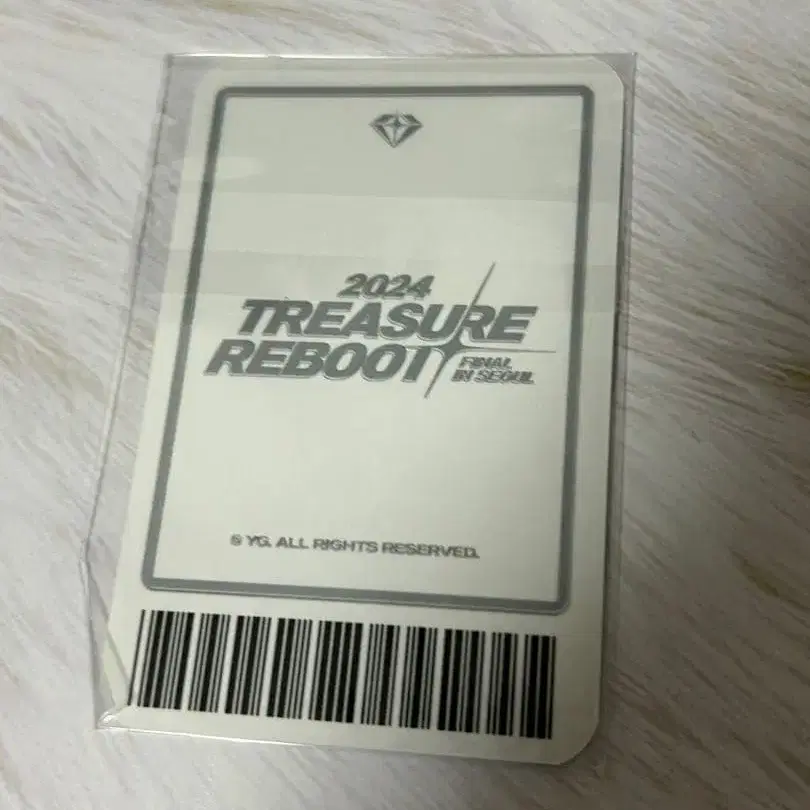 2024
TREASURE
REBOOT
FINAL
IN SEOUL
© YG. ALL RIGHTS RESERVED.